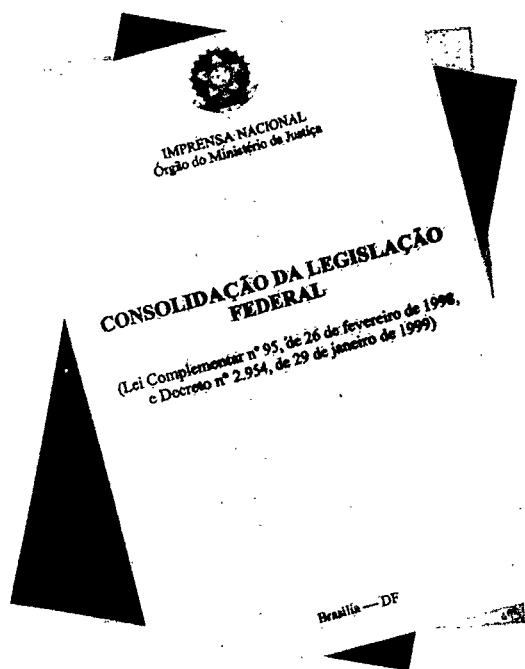 IMPRENSA NACIONAL
Órgão do Ministério da Justiça
CONSOLIDAÇÃO DA LEGISLAÇÃO
FEDERAL
(Lei Complementar nº 95, de 26 de fevereiro de 1998,
e Decreto nº 2.954, de 29 de janeiro de 1999)
Brasília — DF